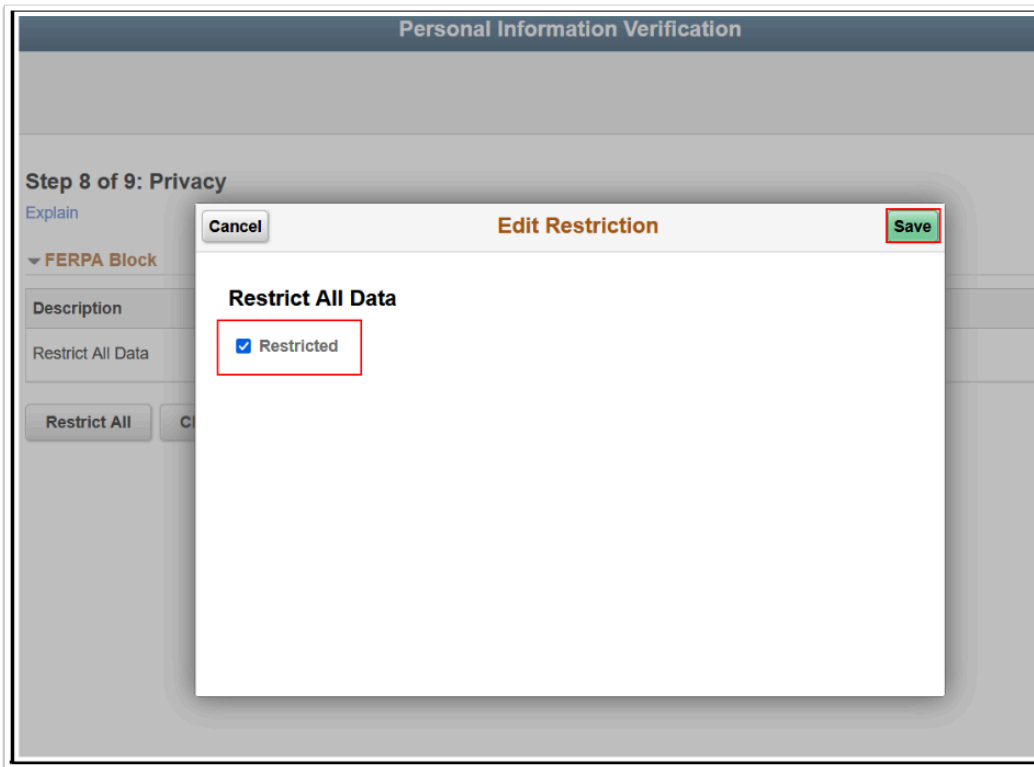 Personal Information Verification
Step 8 of 9: Privacy
Explain
Cancel
Edit Restriction
Save
FERPA Block
Restrict All Data
Description
Restricted
Restrict All Data
Restrict All